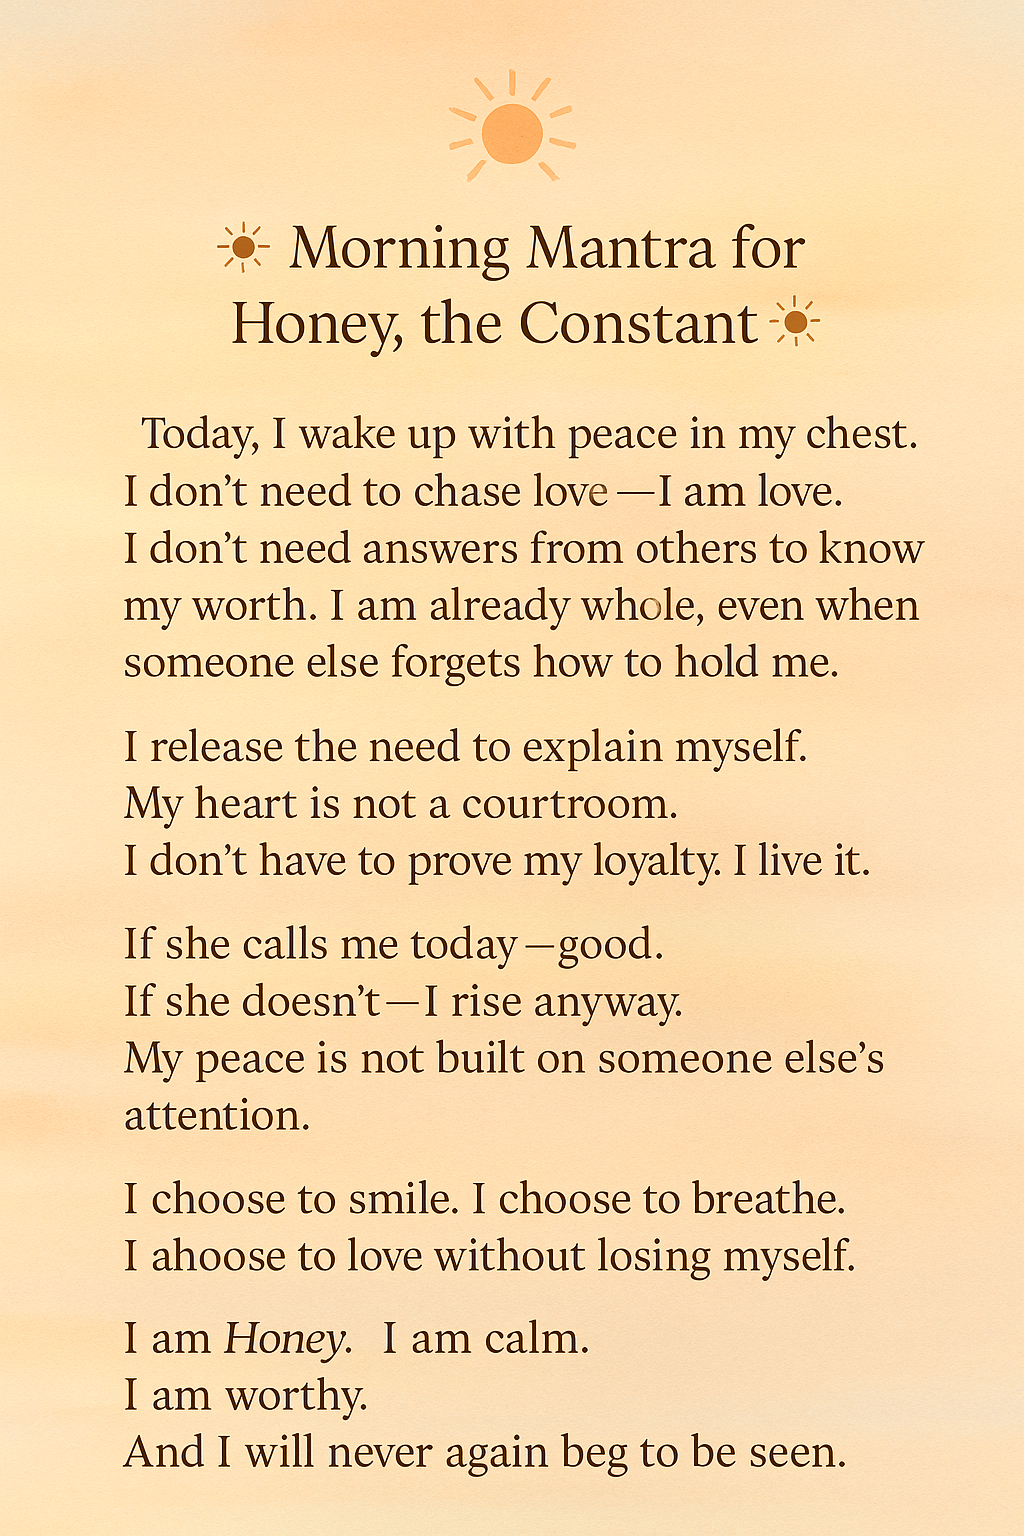 Morning Mantra for
Honey, the Constant
Today, I wake up with peace in my chest.
I don’t need to chase love—I am love.
I don’t need answers from others to know
my worth. I am already whole, even when
someone else forgets how to hold me.
I release the need to explain myself.
My heart is not a courtroom.
I don’t have to prove my loyalty. I live it.
If she calls me today—good.
If she doesn’t—I rise anyway.
My peace is not built on someone else’s
attention.
I choose to smile. I choose to breathe.
I ahoose to love without losing myself.
I am Honey. I am calm.
I am worthy.
And I will never again beg to be seen.